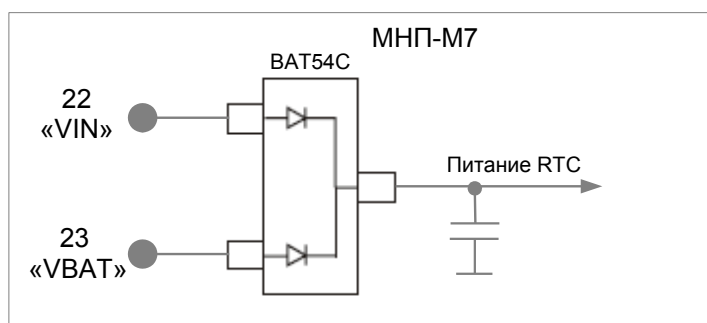 МНП-М7
BAT54C
22
«VIN»
Питание RTC
23
«VBAT»